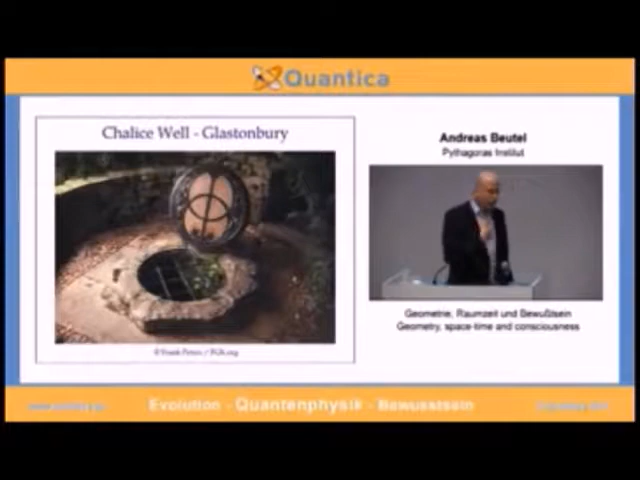 Quantica
Chalice Well - Glastonbury
Andreas Beutel
Pythagoras Institut
Geometrie, Raumzeit und Bewußtsein
Geometry, space-time and consciousness
Evolution - Quantenphysik - Bewusstsein